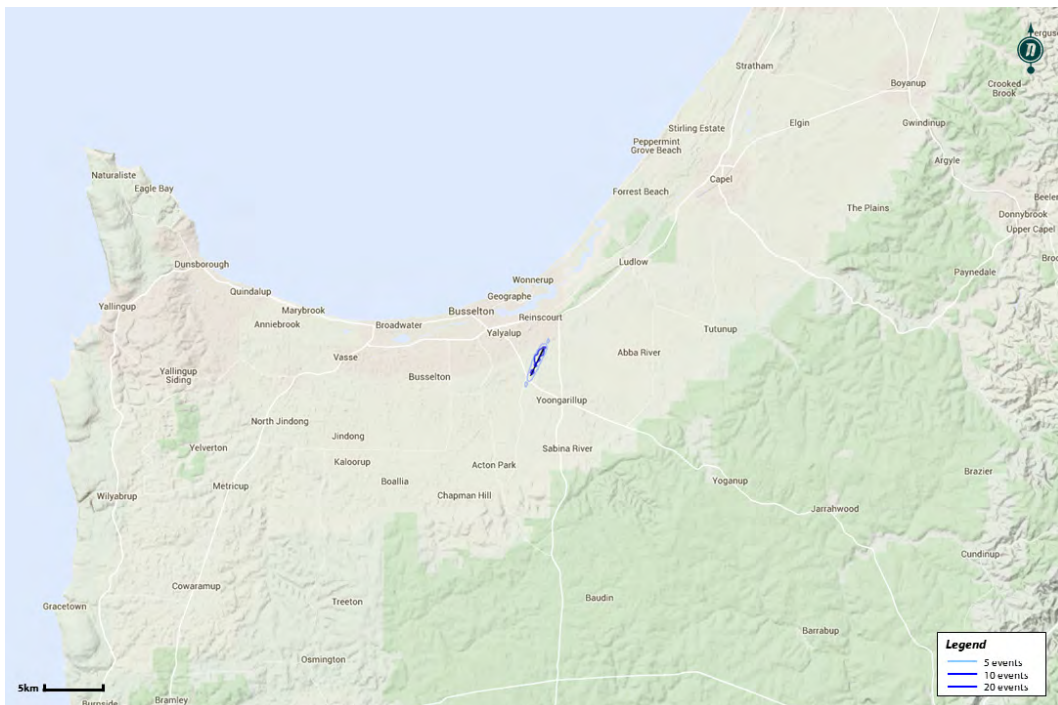 Stratham
Fergus
Boyanup
Crooked
Brook
Elgin
Gwindinup
Stirling Estate
Peppermint
Grove Beach
Argyle
Naturaliste
Eagle Bay
Capel
Forrest Beach
Beeler
The Plains
Donnybrook
Upper Capel
Dunsborough
Ludlow
Broo
Paynedale
Wonnerup
Quindalup
Geographe
Yallingup
Marybrook
Busselton
Reinscourt
Anniebrook
Broadwater
Yalyalup
Tutunup
Vasse
Abba River
Yallingup
Siding
Busselton
Yoongarillup
North Jindong
Jindong
Yelverton
Sabina River
Kaloorup
Acton Park
Brazier
Boallia
Yoganup
Metricup
Wilyabrup
Chapman Hill
Jarrahwood
Cundinup
Cowaramup
Baudin
Gracetown
Treeton
Barrabup
Osmington
Legend
5 events
10 events
20 events
5km
Bramley
Burnside